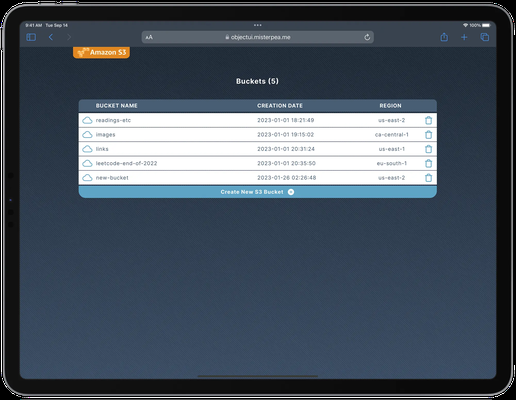 9:41 AM Tue Sep 14
100%
AA
objectui.misterpea.me
Amazon S3
Buckets (5)
BUCKET NAME CREATION DATE REGION
readings-etc 2023-01-01 18:21:49 us-east-2
images 2023-01-01 19:15:02 ca-central-1
links 2023-01-01 20:31:24 us-east-1
leetcode-end-of-2022 2023-01-01 20:35:50 eu-south-1
new-bucket 2023-01-26 02:26:48 us-east-2
Create New S3 Bucket